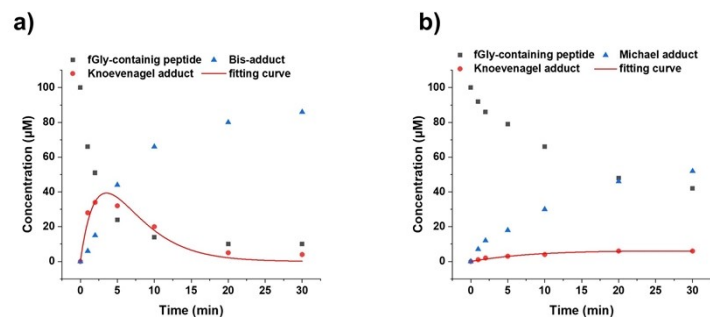 a)
fGly-containig peptide Bis-adduct
Knoevenagel adduct fitting curve
100
80
60
40
20
0
Concentration (µM)
0 5 10 15 20 25 30
Time (min)
b)
fGly-containing peptide Michael adduct
Knoevenagel adduct fitting curve
100
80
60
40
20
0
Concentration (µM)
0 5 10 15 20 25 30
Time (min)